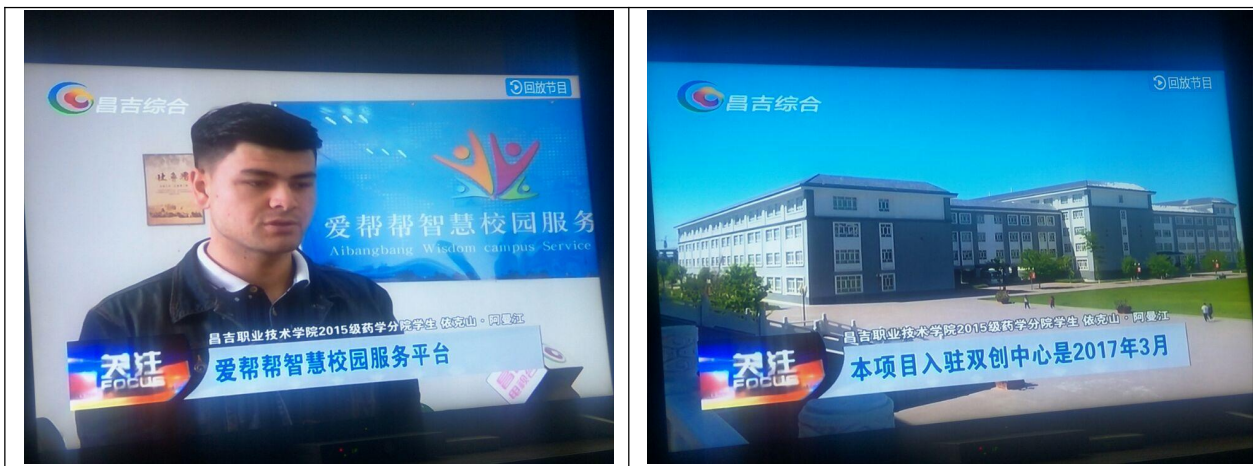 昌吉综合
回放节目
爱帮帮智慧校园服务
Aibangbang Wisdom campus Service
昌吉职业技术学院2015级药学分院学生 依克山·阿曼江
关注
FOCUS
爱帮帮智慧校园服务平台
昌吉综合
回放节目
昌吉职业技术学院2015级药学分院学生 依克山·阿曼江
关注
FOCUS
本项目入驻双创中心是2017年3月